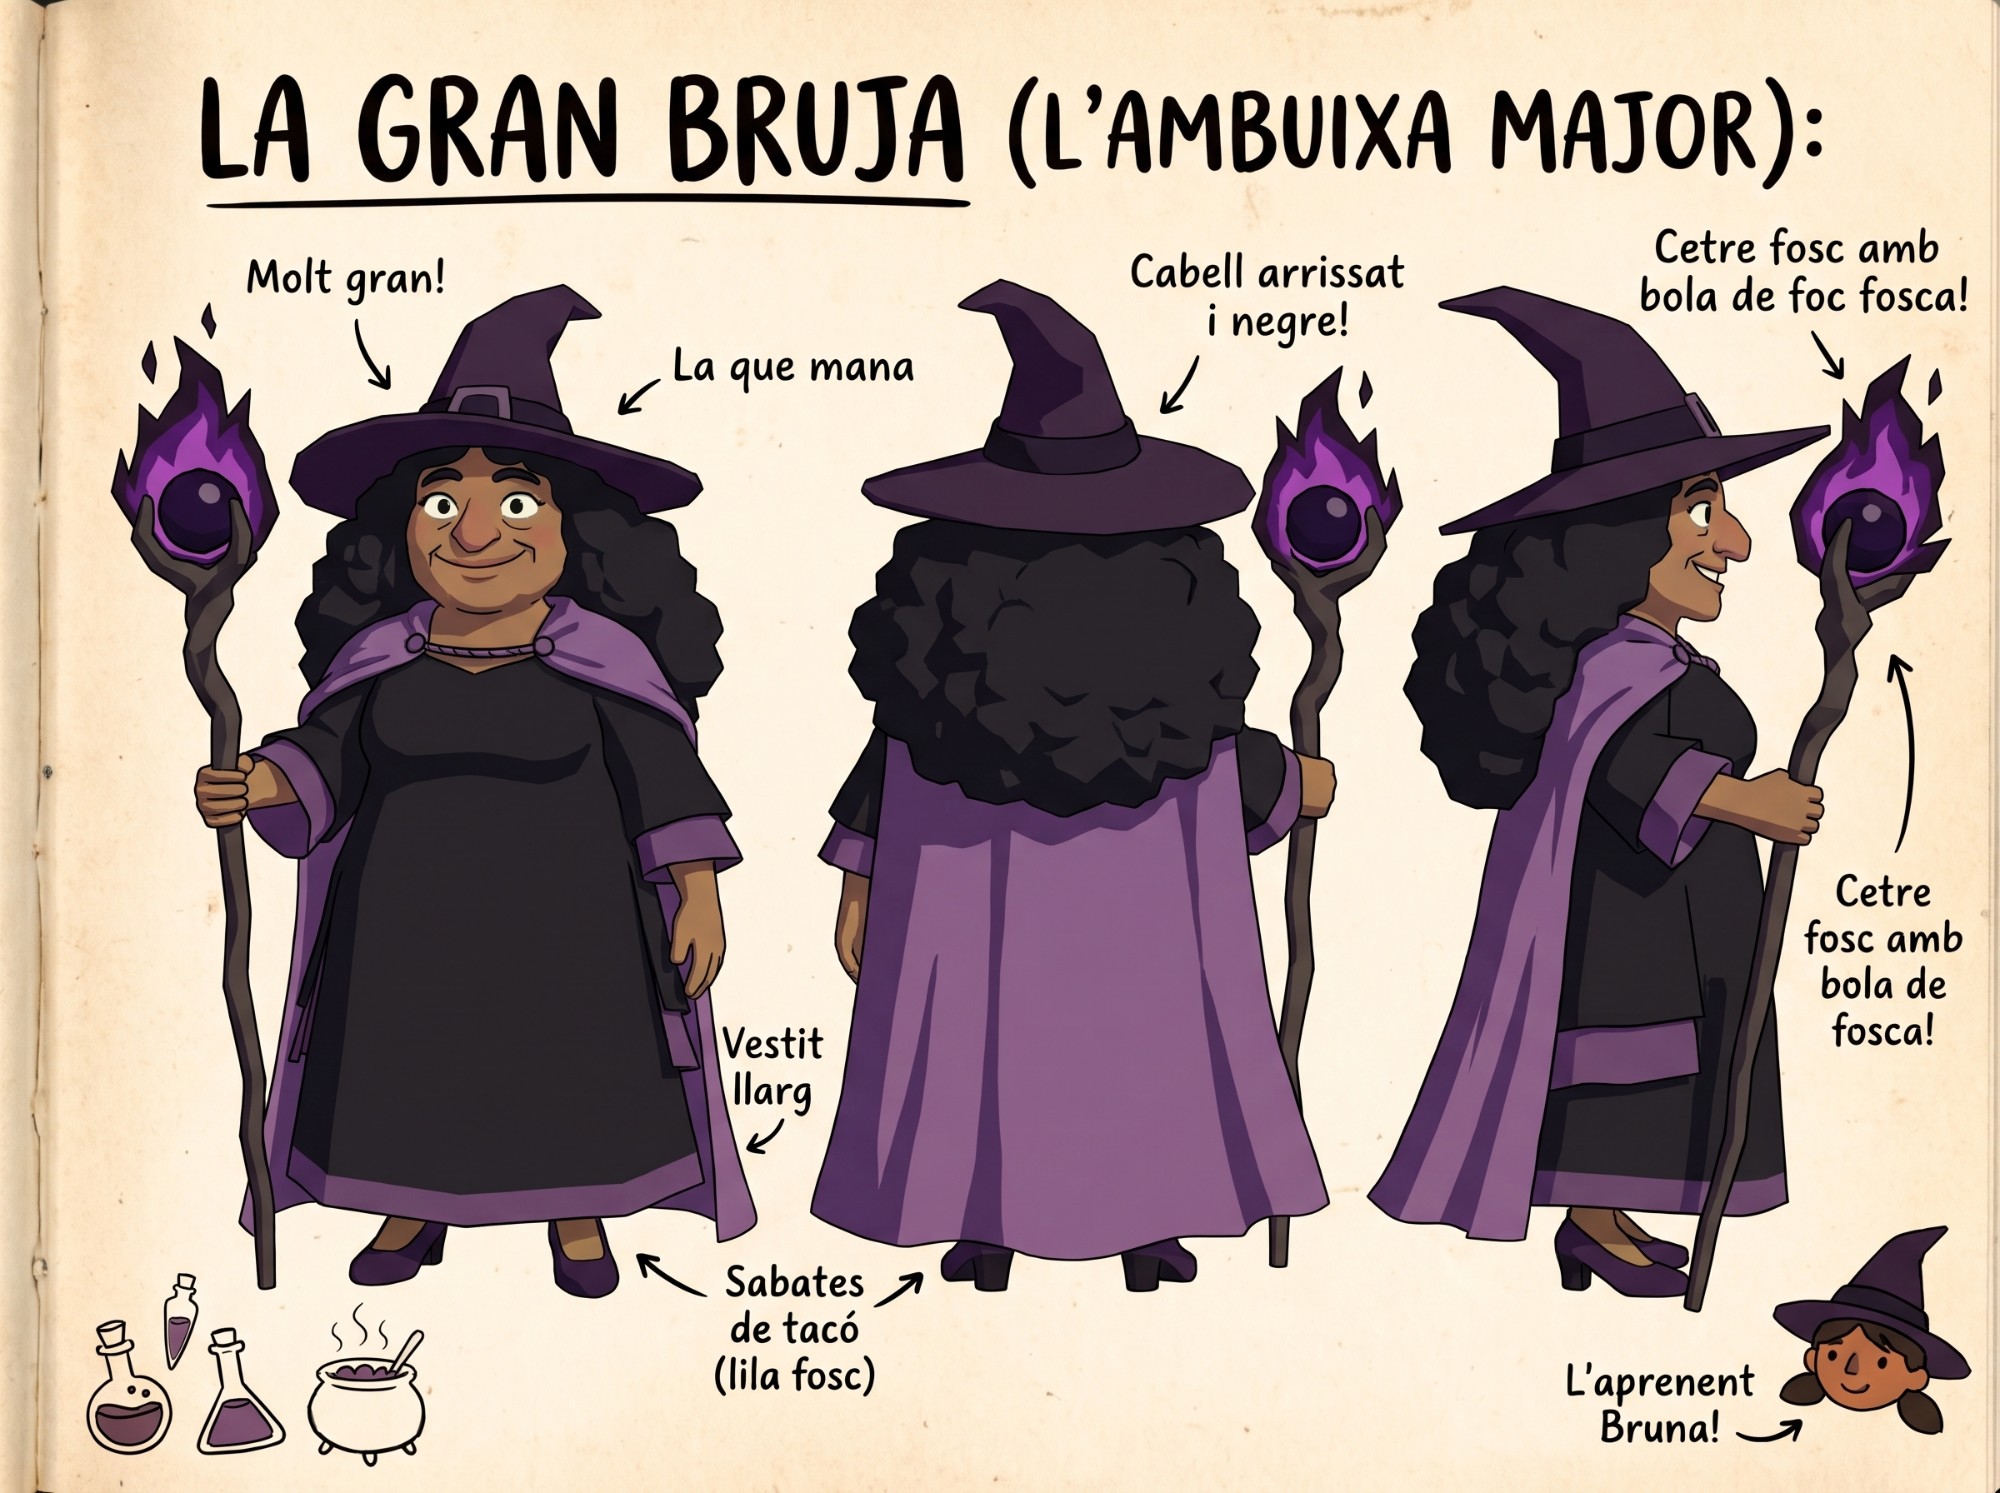 LA GRAN BRUJA (L'AMBUIXA MAJOR):
Molt gran!
La que mana
Cabell arrissat
i negre!
Cetre fosc amb
bola de foc fosca!
Cetre
fosc amb
bola de
fosca!
Vestit
llarg
Sabates
de tacó
(lila fosc)
L'aprenent
Bruna!